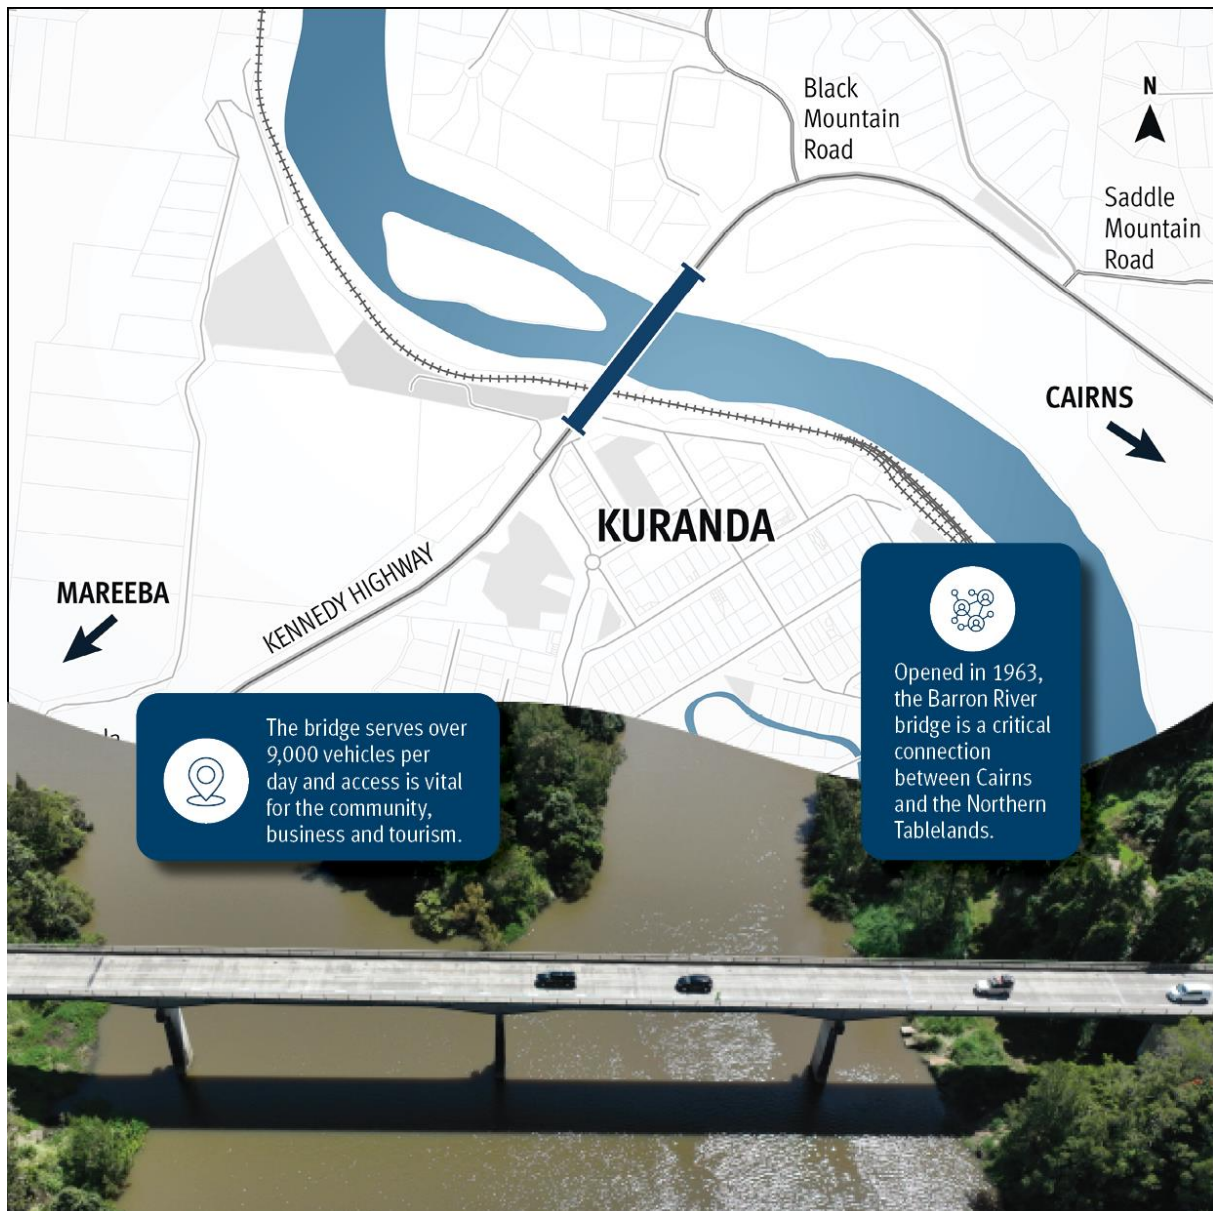 Black
Mountain
Road
N
Saddle
Mountain
Road
CAIRNS
KURANDA
KENNEDY HIGHWAY
MAREEBA
Opened in 1963,
the Barron River
bridge is a critical
connection
between Cairns
and the Northern
Tablelands.
The bridge serves over
9,000 vehicles per
day and access is vital
for the community,
business and tourism.